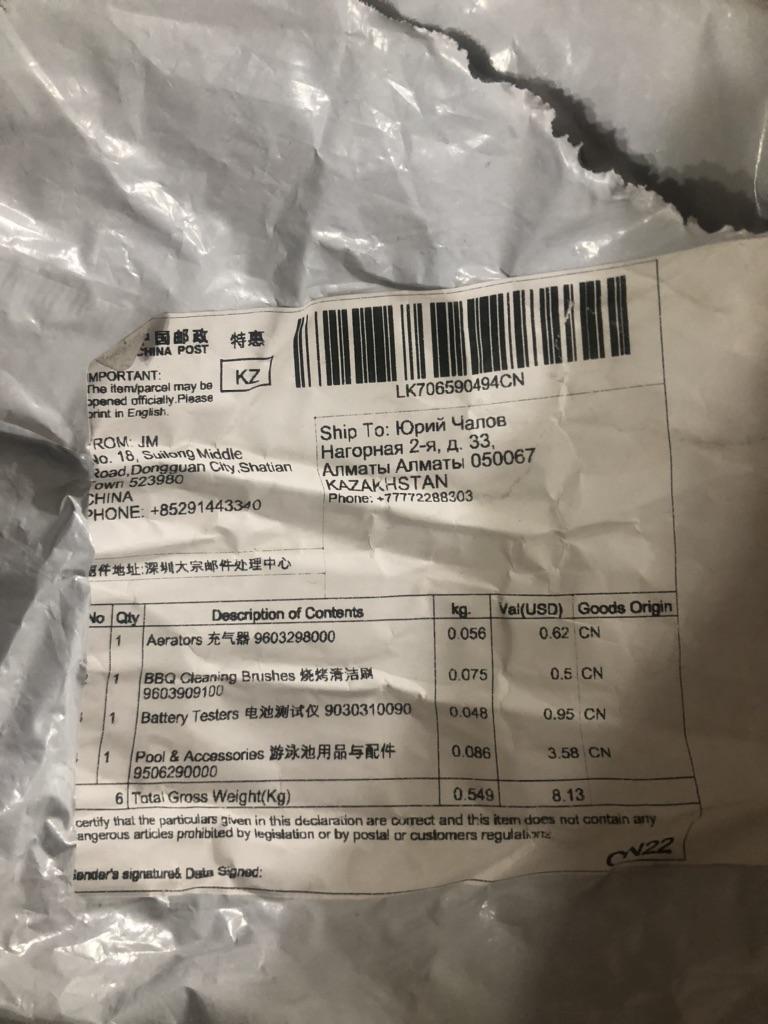 国邮政 特惠
CHINA POST
KZ
MPORTANT:
The item/parcel may be
opened officially.Please
print in English.
LK706590494CN
ROM: JM
No. 18, Suilong Middle
Road,Dongguan City,Shatian
Town 523980
CHINA
PHONE: +85291443340
Ship To: Юрий Чалов
Нагорная 2-я, д. 33,
Алматы Алматы 050067
KAZAKHSTAN
Phone: +77772288303
件地址:深圳大宗邮件处理中心
No Qty Description of Contents kg. Val(USD) Goods Origin
1 Aerators 充气器 9603298000 0.056 0.62 CN
1 BBQ Cleaning Brushes 烧烤清洁刷 0.075 0.5 CN
9603909100
1 Battery Testers 电池测试仪 9030310090 0.048 0.95 CN
1 Pool & Accessories 游泳池用品与配件 0.086 3.58 CN
9506290000
6 Total Gross Weight(Kg) 0.549 8.13
certify that the particulars given in this declaration are correct and this item does not contain any
angerous articles prohibited by legislation or by postal or customers regulations
CN22
Sender's signature& Data Signed: